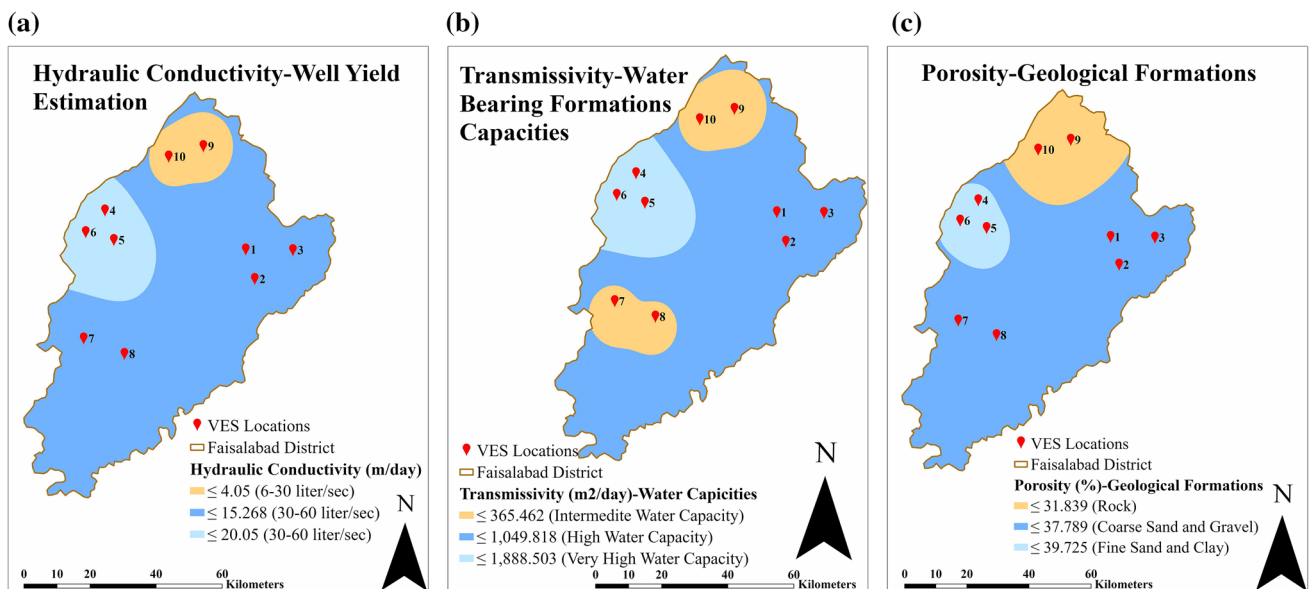 (a)
Hydraulic Conductivity-Well Yield
Estimation
9
10
4
6
5
1
3
2
7
8
VES Locations
Faisalabad District
Hydraulic Conductivity (m/day)
≤ 4.05 (6-30 liter/sec)
≤ 15.268 (30-60 liter/sec)
≤ 20.05 (30-60 liter/sec)
N
0 10 20 40 60
Kilometers
(b)
Transmissivity-Water
Bearing Formations
Capacities
9
10
4
6
5
1
3
2
7
8
VES Locations
Faisalabad District
Transmissivity (m2/day)-Water Capicities
≤ 365.462 (Intermedite Water Capacity)
≤ 1,049.818 (High Water Capacity)
≤ 1,888.503 (Very High Water Capacity)
N
0 10 20 40 60
Kilometers
(c)
Porosity-Geological Formations
9
10
4
6
5
1
3
2
7
8
VES Locations
Faisalabad District
Porosity (%)-Geological Formations
≤ 31.839 (Rock)
≤ 37.789 (Coarse Sand and Gravel)
≤ 39.725 (Fine Sand and Clay)
N
0 10 20 40 60
Kilometers